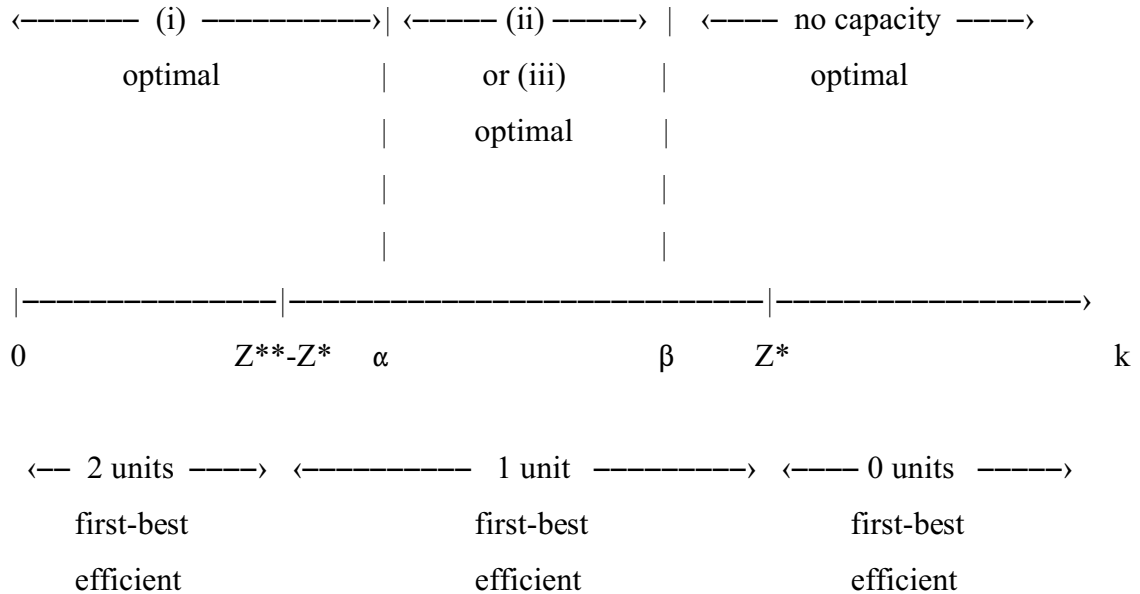 ‹––––––– (i) ––––––––––›| ‹––––– (ii) –––––› | ‹–––– no capacity ––––›
optimal | or (iii) | optimal
| optimal |
| |
| |
|–––––––––––––––|––––––––––––––––––––––––––––|––––––––––––––––––›
0 Z**-Z* α β Z* k
‹–– 2 units ––––› ‹–––––––––– 1 unit –––––––––› ‹–––– 0 units –––––›
first-best first-best first-best
efficient efficient efficient